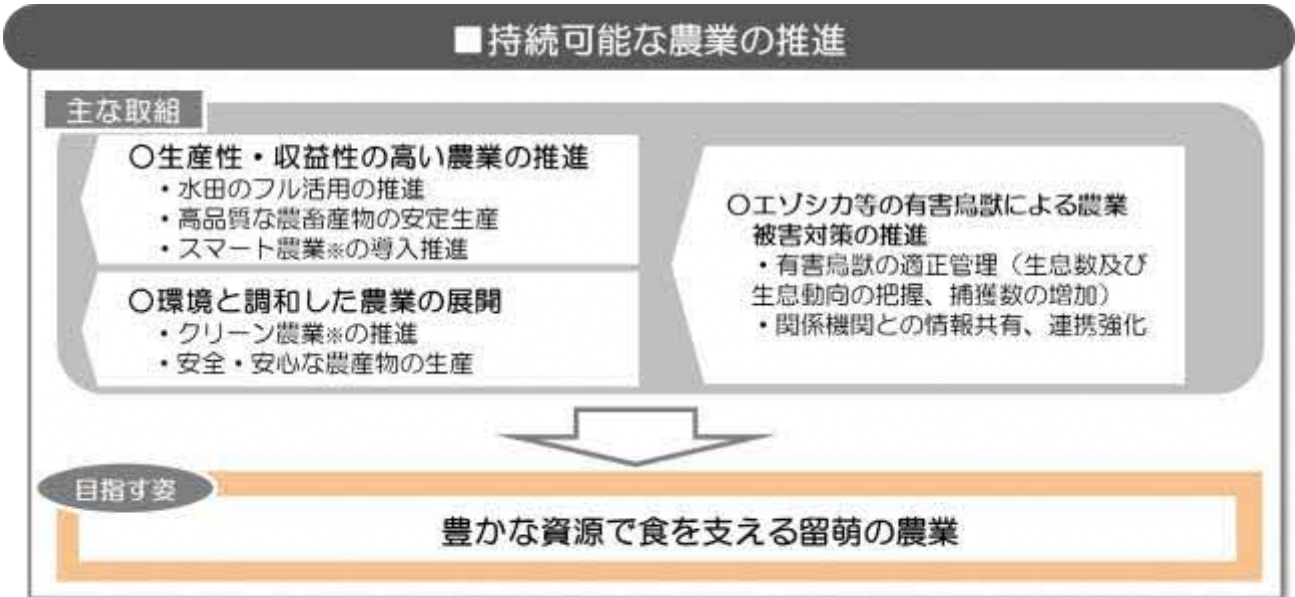 ■持続可能な農業の推進
主な取組
〇生産性・収益性の高い農業の推進
・水田のフル活用の推進
・高品質な農畜産物の安定生産
・スマート農業※の導入推進
〇環境と調和した農業の展開
・クリーン農業※の推進
・安全・安心な農産物の生産
〇エゾシカ等の有害鳥獣による農業
被害対策の推進
・有害鳥獣の適正管理（生息数及び
生息動向の把握、捕獲数の増加）
・関係機関との情報共有、連携強化
目指す姿
豊かな資源で食を支える留萌の農業